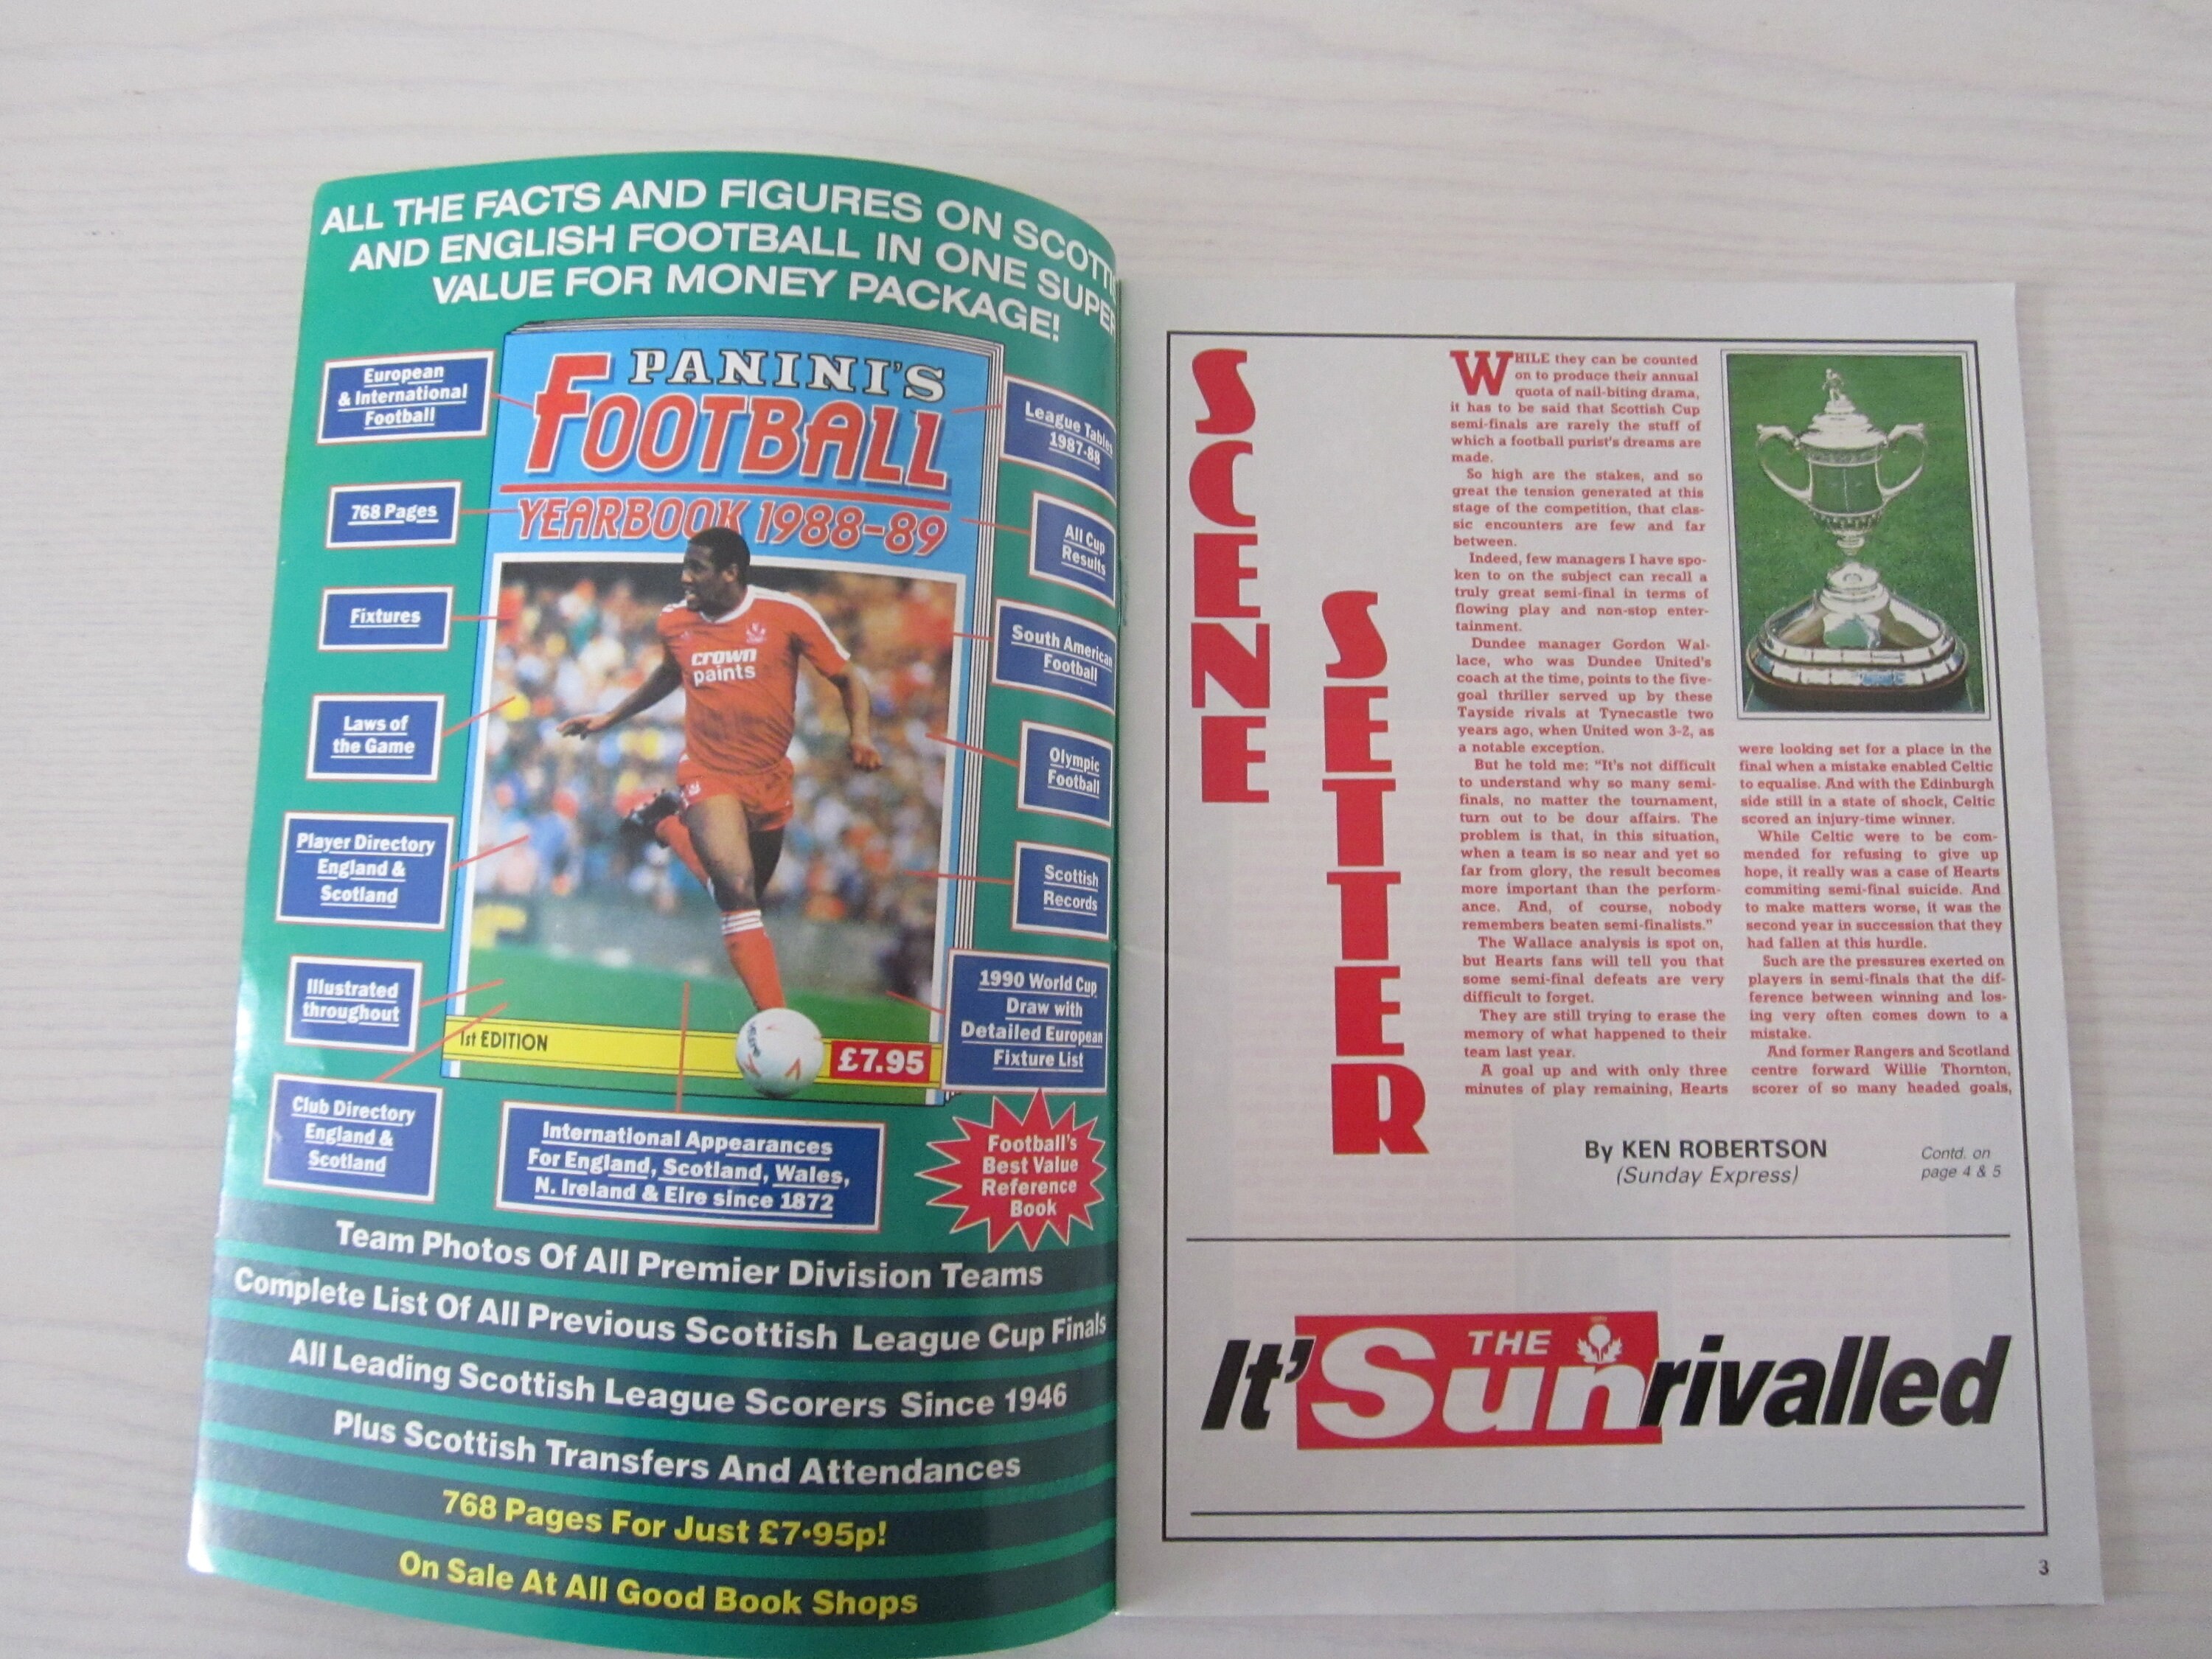 ALL THE FACTS AND FIGURES ON
AND ENGLISH FOOTBALL IN ONE SUPER
VALUE FOR MONEY PACKAGE!
PANINI'S
FOOTBALL
YEARBOOK 1988-89
European
& International
Football
768 Pages
Fixtures
Laws of
the Game
Player Directory
England &
Scotland
Illustrated
throughout
Club Directory
England &
Scotland
League Tables
1987-88
All Cup
Results
South American
Football
Olympic
Football
Scottish
Records
1990 World Cup
Draw with
Detailed European
Fixture List
crown
paints
1st EDITION
£7.95
International Appearances
For England, Scotland, Wales,
N. Ireland & Eire since 1872
Football's
Best Value
Reference
Book
Team Photos Of All Premier Division Teams
Complete List Of All Previous Scottish League Cup Finals
All Leading Scottish League Scorers Since 1946
Plus Scottish Transfers And Attendances
768 Pages For Just £7·95p!
On Sale At All Good Book Shops
SCENE
SETTER
WHILE they can be counted
on to produce their annual
quota of nail-biting drama,
it has to be said that Scottish Cup
semi-finals are rarely the stuff of
which a football purist's dreams are
made.
So high are the stakes, and so
great the tension generated at this
stage of the competition, that clas-
sic encounters are few and far
between.
Indeed, few managers I have spo-
ken to on the subject can recall a
truly great semi-final in terms of
flowing play and non-stop enter-
tainment.
Dundee manager Gordon Wal-
lace, who was Dundee United's
coach at the time, points to the five-
goal thriller served up by these
Tayside rivals at Tynecastle two
years ago, when United won 3-2, as
a notable exception.
But he told me: "It's not difficult
to understand why so many semi-
finals, no matter the tournament,
turn out to be dour affairs. The
problem is that, in this situation,
when a team is so near and yet so
far from glory, the result becomes
more important than the perform-
ance. And, of course, nobody
remembers beaten semi-finalists."
The Wallace analysis is spot on,
but Hearts fans will tell you that
some semi-final defeats are very
difficult to forget.
They are still trying to erase the
memory of what happened to their
team last year.
A goal up and with only three
minutes of play remaining, Hearts
were looking set for a place in the
final when a mistake enabled Celtic
to equalise. And with the Edinburgh
side still in a state of shock, Celtic
scored an injury-time winner.
While Celtic were to be com-
mended for refusing to give up
hope, it really was a case of Hearts
commiting semi-final suicide. And
to make matters worse, it was the
second year in succession that they
had fallen at this hurdle.
Such are the pressures exerted on
players in semi-finals that the dif-
ference between winning and los-
ing very often comes down to a
mistake.
And former Rangers and Scotland
centre forward Willie Thornton,
scorer of so many headed goals,
By KEN ROBERTSON
(Sunday Express)
Contd. on
page 4 & 5
It'THE Sunrivalled
3